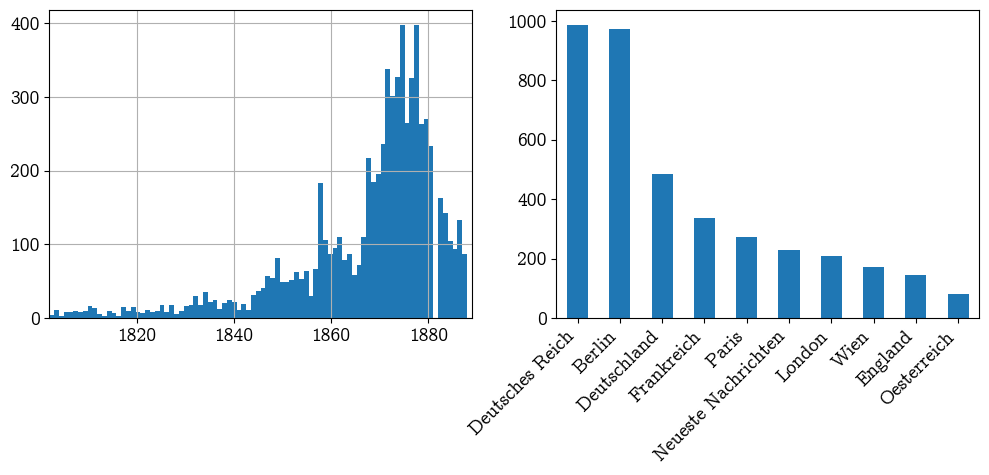 400
300
200
100
0
1820 1840 1860 1880
1000
800
600
400
200
0
Deutsches Reich
Berlin
Deutschland
Frankreich
Paris
Neueste Nachrichten
London
Wien
England
Oesterreich